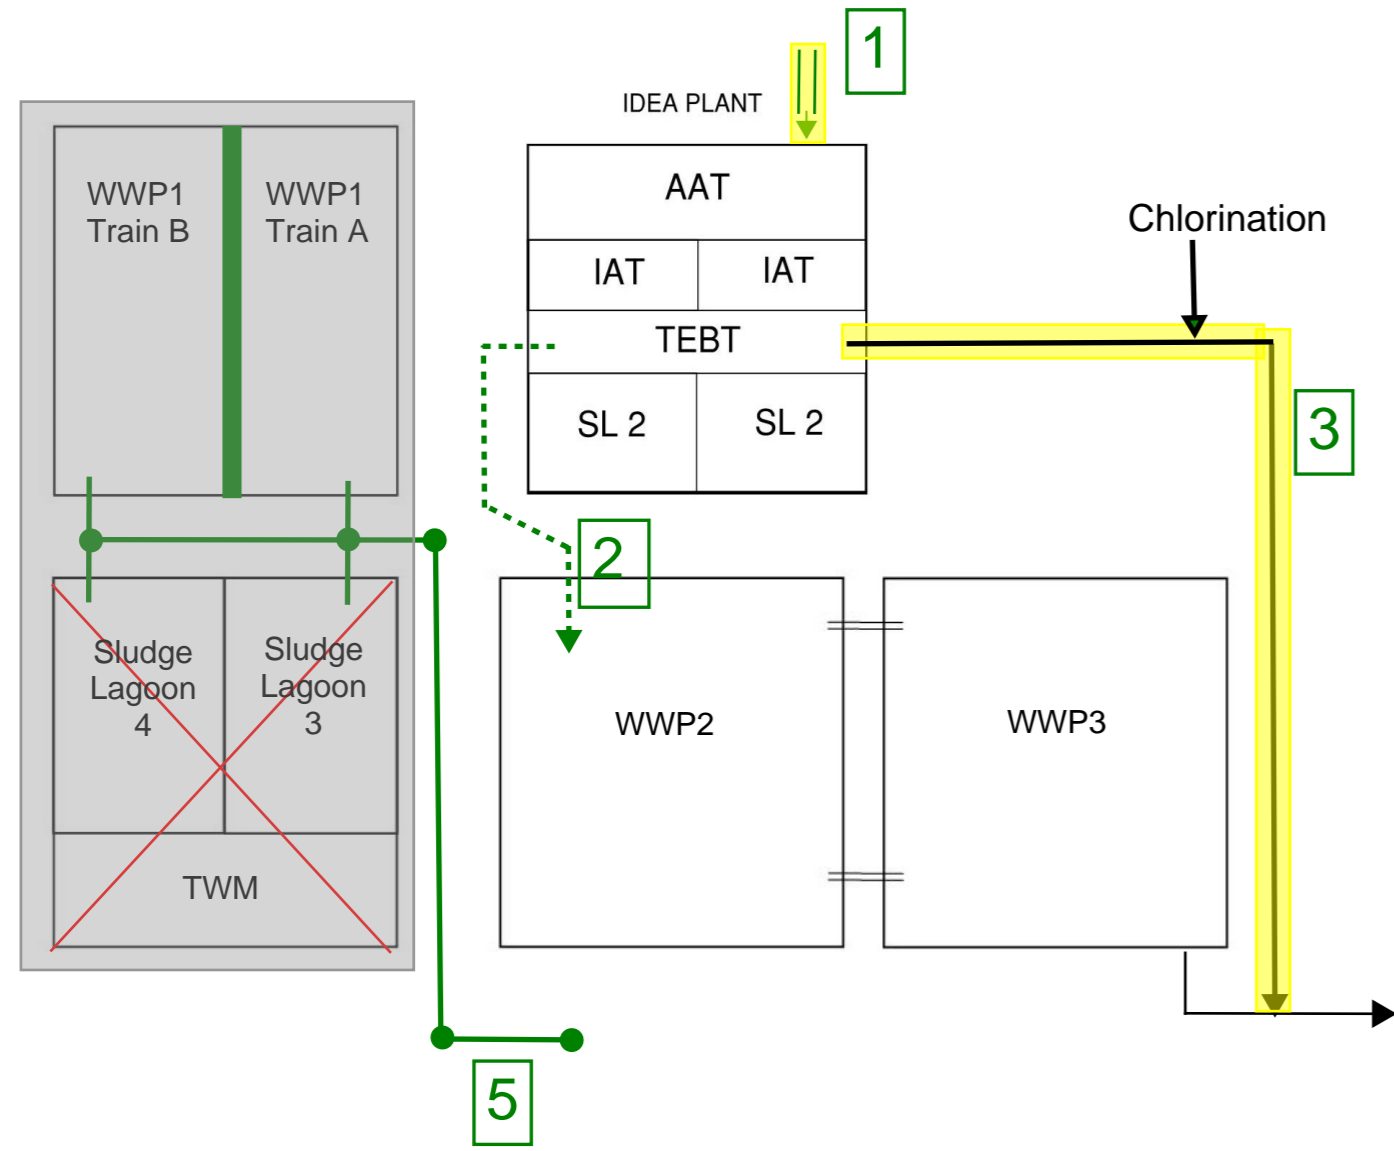 1
IDEA PLANT
AAT
WWP1
Train B
WWP1
Train A
Chlorination
IAT
IAT
TEBT
SL 2
SL 2
3
2
Sludge
Lagoon
4
Sludge
Lagoon
3
WWP2
WWP3
TWM
5